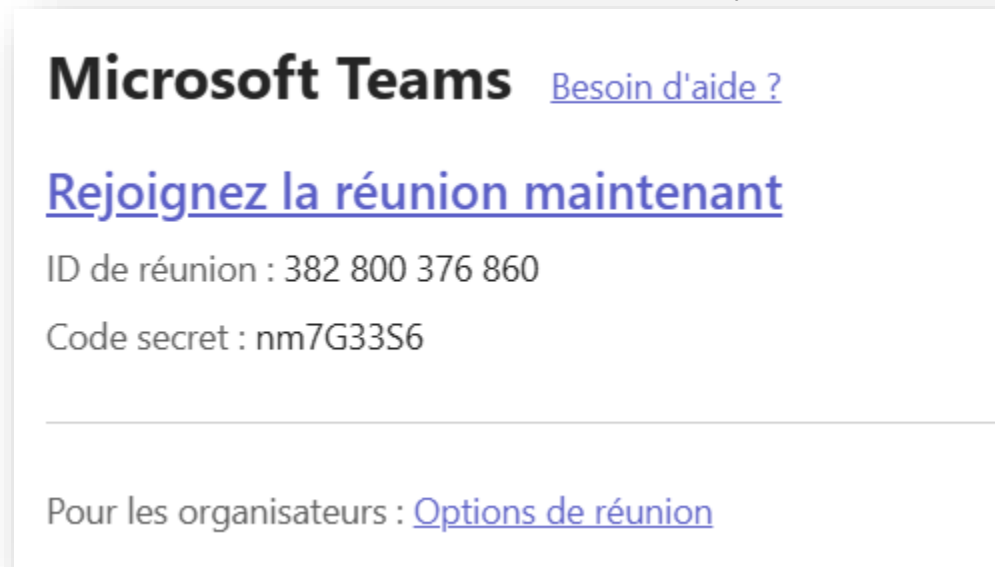 Microsoft Teams Besoin d'aide ?
Rejoignez la réunion maintenant
ID de réunion : 382 800 376 860
Code secret : nm7G33S6
Pour les organisateurs : Options de réunion